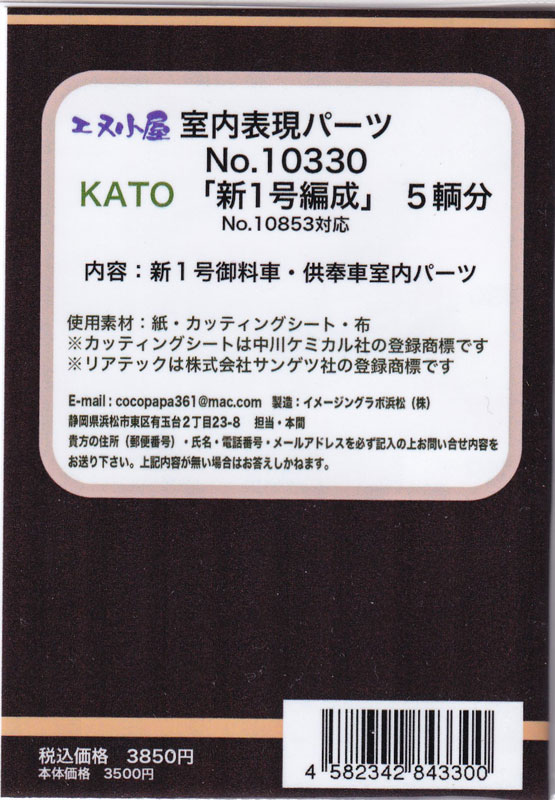 エヌ小屋 室内表現パーツ
No.10330
KATO 「新1号編成」 5輌分
No.10853対応
内容：新1号御料車・供奉車室内パーツ
使用素材：紙・カッティングシート・布
※カッティングシートは中川ケミカル社の登録商標です
※リアテックは株式会社サンゲツ社の登録商標です
E-mail : cocopapa361@mac.com 製造：イメージングラボ浜松（株）
静岡県浜松市東区有玉台2丁目23-8 担当・本間
貴方の住所（郵便番号）・氏名・電話番号・メールアドレスを必ず記入の上お問い合せ内容を
お送り下さい。上記内容が無い場合はお答えしかねます。
税込価格 3850円
本体価格 3500円
4 582342 843300